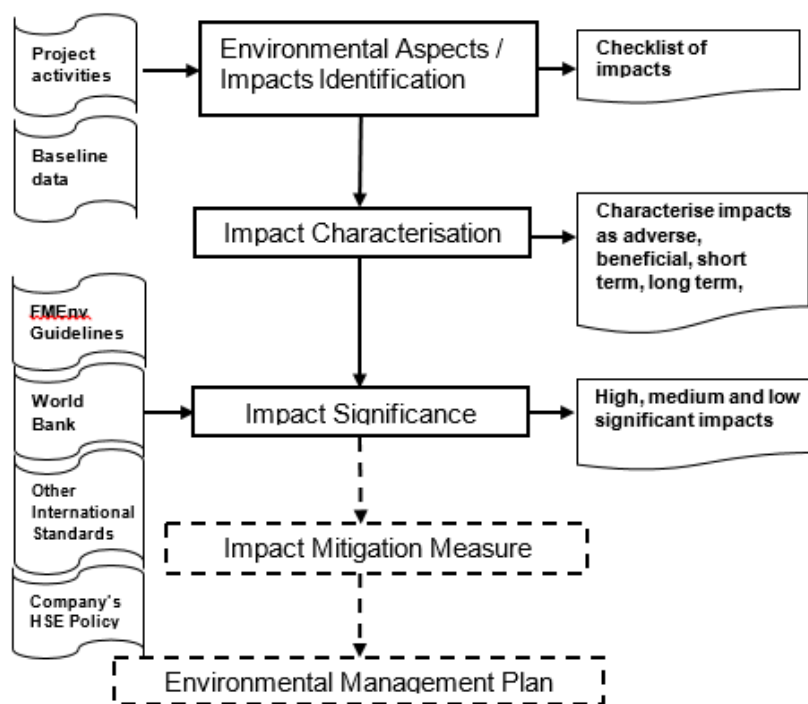 Project
activities
Environmental Aspects /
Impacts Identification
Checklist of
impacts
Baseline
data
Impact Characterisation
Characterise impacts
as adverse,
beneficial, short
term, long term,
FMEnv
Guidelines
World
Bank
Impact Significance
High, medium and low
significant impacts
Other
International
Standards
Impact Mitigation Measure
Company's
HSE Policy
Environmental Management Plan